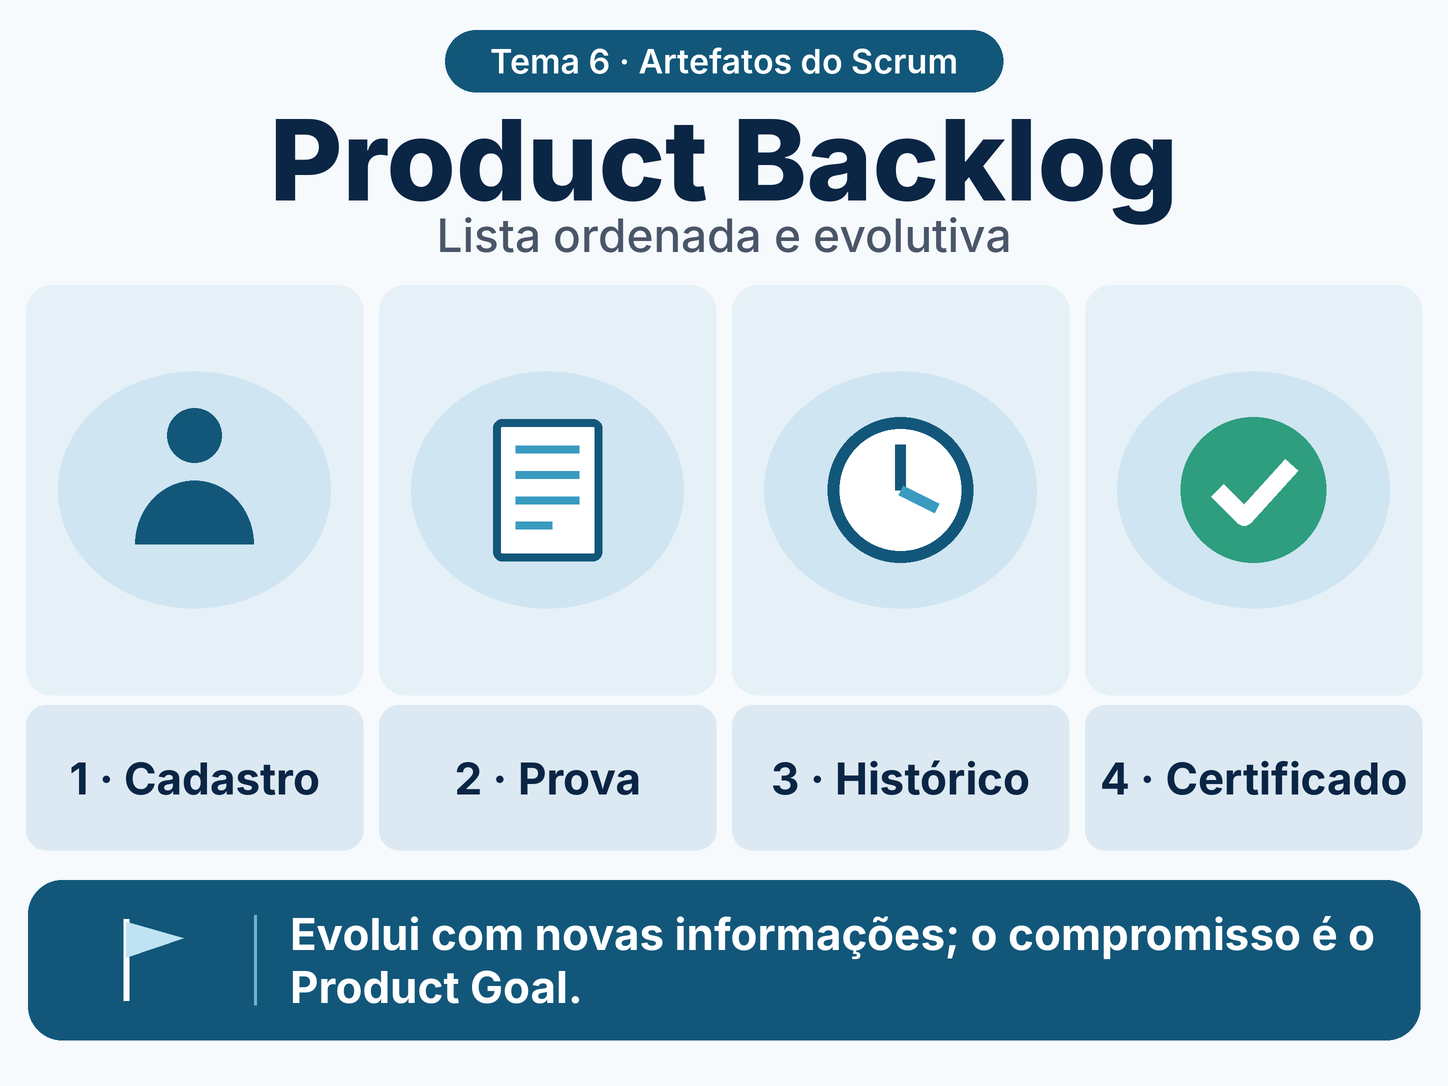 Tema 6 · Artefatos do Scrum
Product Backlog
Lista ordenada e evolutiva
1 · Cadastro
2 · Prova
3 · Histórico
4 · Certificado
Evolui com novas informações; o compromisso é o
Product Goal.